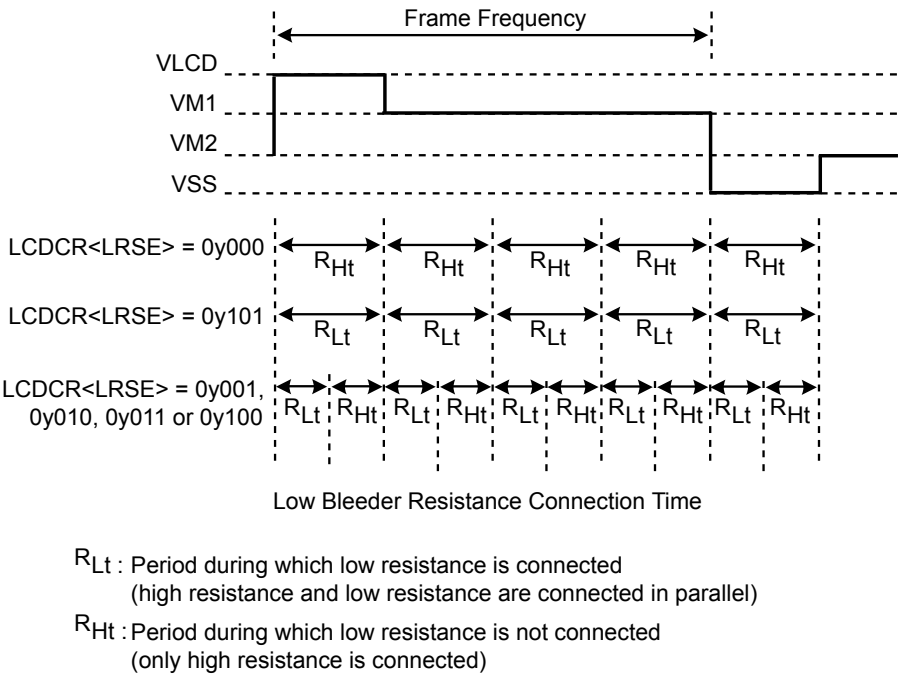 Frame Frequency
VLCD
VM1
VM2
VSS
LCDCR<LRSE> = 0y000
RHt RHt RHt RHt RHt
LCDCR<LRSE> = 0y101
RLt RLt RLt RLt RLt
LCDCR<LRSE> = 0y001,
0y010, 0y011 or 0y100
RLt RHt RLt RHt RLt RHt RLt RHt RLt RHt
Low Bleeder Resistance Connection Time
RLt : Period during which low resistance is connected
(high resistance and low resistance are connected in parallel)
RHt : Period during which low resistance is not connected
(only high resistance is connected)